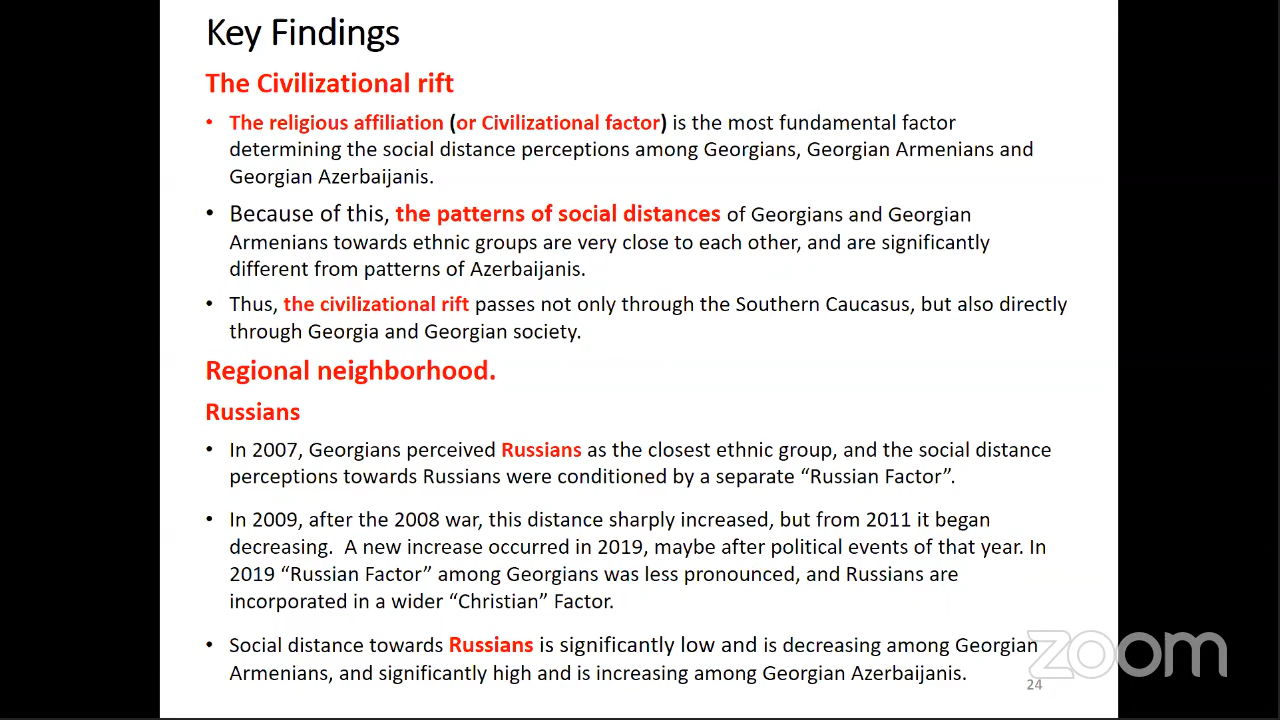 Key Findings
The Civilizational rift
• The religious affiliation (or Civilizational factor) is the most fundamental factor
determining the social distance perceptions among Georgians, Georgian Armenians and
Georgian Azerbaijanis.
• Because of this, the patterns of social distances of Georgians and Georgian
Armenians towards ethnic groups are very close to each other, and are significantly
different from patterns of Azerbaijanis.
• Thus, the civilizational rift passes not only through the Southern Caucasus, but also directly
through Georgia and Georgian society.
Regional neighborhood.
Russians
• In 2007, Georgians perceived Russians as the closest ethnic group, and the social distance
perceptions towards Russians were conditioned by a separate “Russian Factor”.
• In 2009, after the 2008 war, this distance sharply increased, but from 2011 it began
decreasing.  A new increase occurred in 2019, maybe after political events of that year. In
2019 “Russian Factor” among Georgians was less pronounced, and Russians are
incorporated in a wider “Christian” Factor.
• Social distance towards Russians is significantly low and is decreasing among Georgian
Armenians, and significantly high and is increasing among Georgian Azerbaijanis.
zoom
24